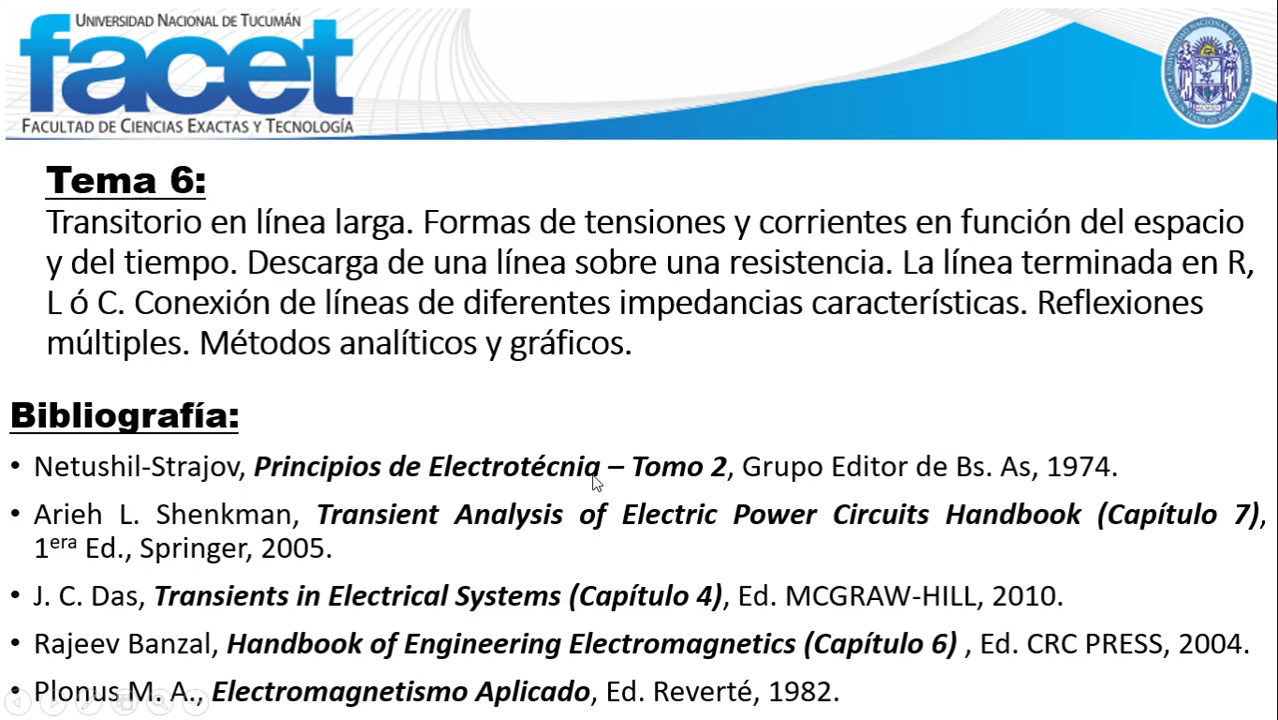 UNIVERSIDAD NACIONAL DE TUCUMÁN
facet
FACULTAD DE CIENCIAS EXACTAS Y TECNOLOGÍA
Tema 6:
Transitorio en línea larga. Formas de tensiones y corrientes en función del espacio
y del tiempo. Descarga de una línea sobre una resistencia. La línea terminada en R,
L ó C. Conexión de líneas de diferentes impedancias características. Reflexiones
múltiples. Métodos analíticos y gráficos.
Bibliografía:
• Netushil-Strajov, Principios de Electrotécnia – Tomo 2, Grupo Editor de Bs. As, 1974.
• Arieh L. Shenkman, Transient Analysis of Electric Power Circuits Handbook (Capítulo 7),
1era Ed., Springer, 2005.
• J. C. Das, Transients in Electrical Systems (Capítulo 4), Ed. MCGRAW-HILL, 2010.
• Rajeev Banzal, Handbook of Engineering Electromagnetics (Capítulo 6) , Ed. CRC PRESS, 2004.
• Plonus M. A., Electromagnetismo Aplicado, Ed. Reverté, 1982.